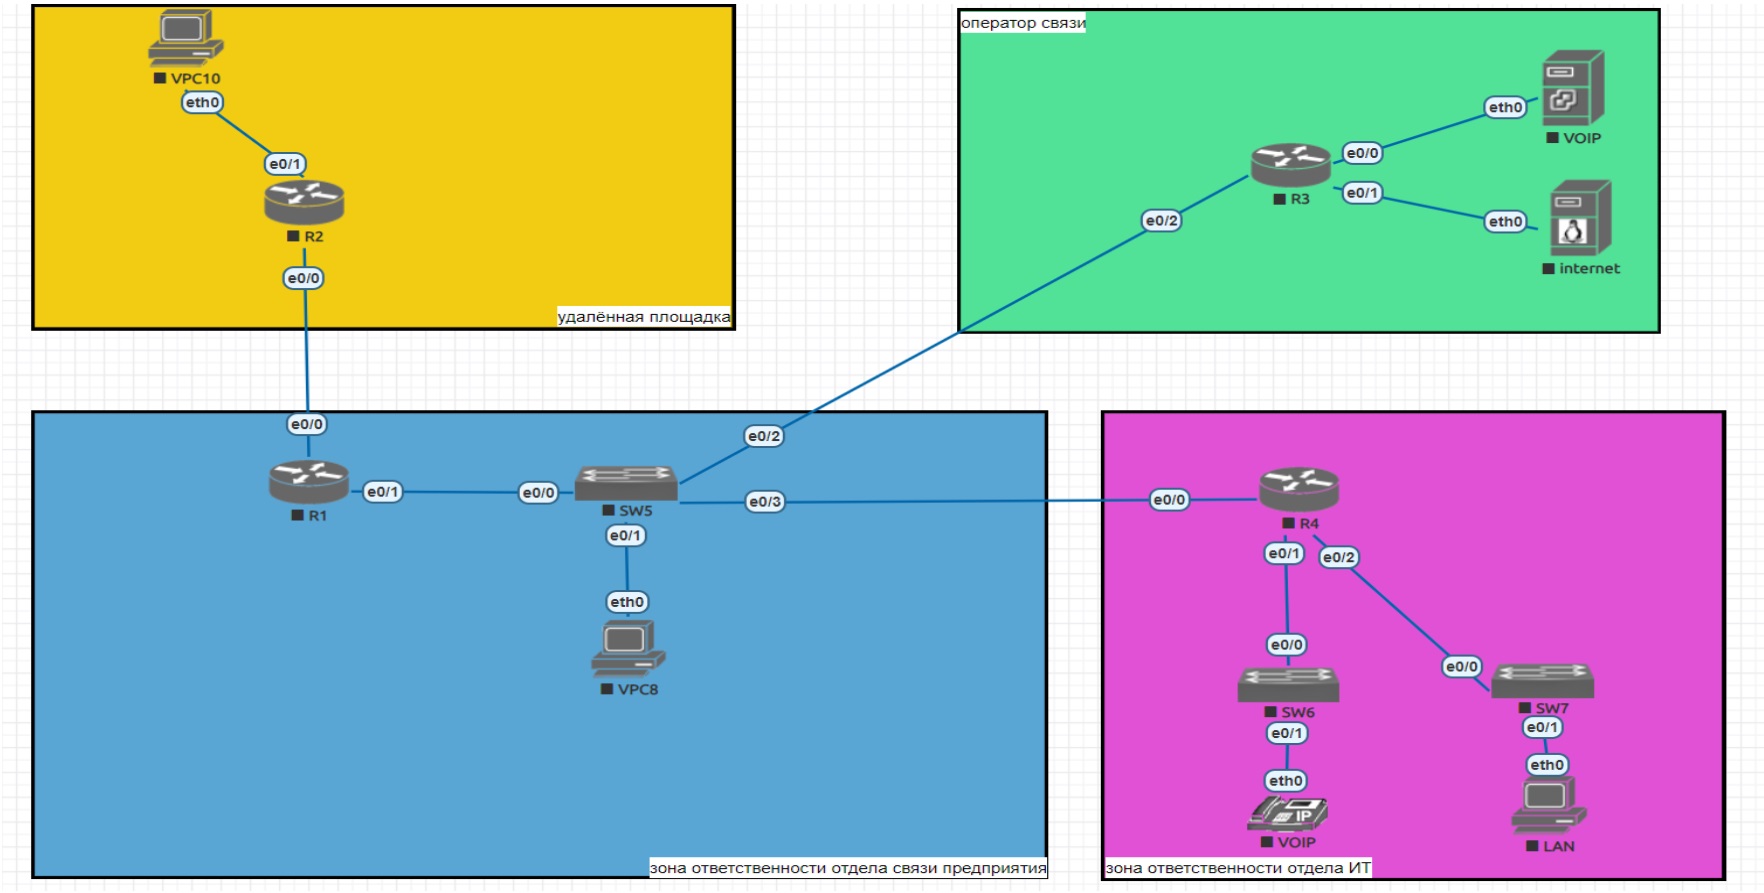 VPC10
eth0
e0/1
R2
e0/0
удалённая площадка
оператор связи
eth0
VOIP
e0/0
R3
e0/1
e0/2
eth0
internet
e0/0
R1
e0/1
e0/0
SW5
e0/2
e0/3
e0/1
eth0
VPC8
зона ответственности отдела связи предприятия
e0/0
R4
e0/1
e0/2
e0/0
SW6
e0/1
eth0
IP
VOIP
e0/0
SW7
e0/1
eth0
LAN
зона ответственности отдела ИТ